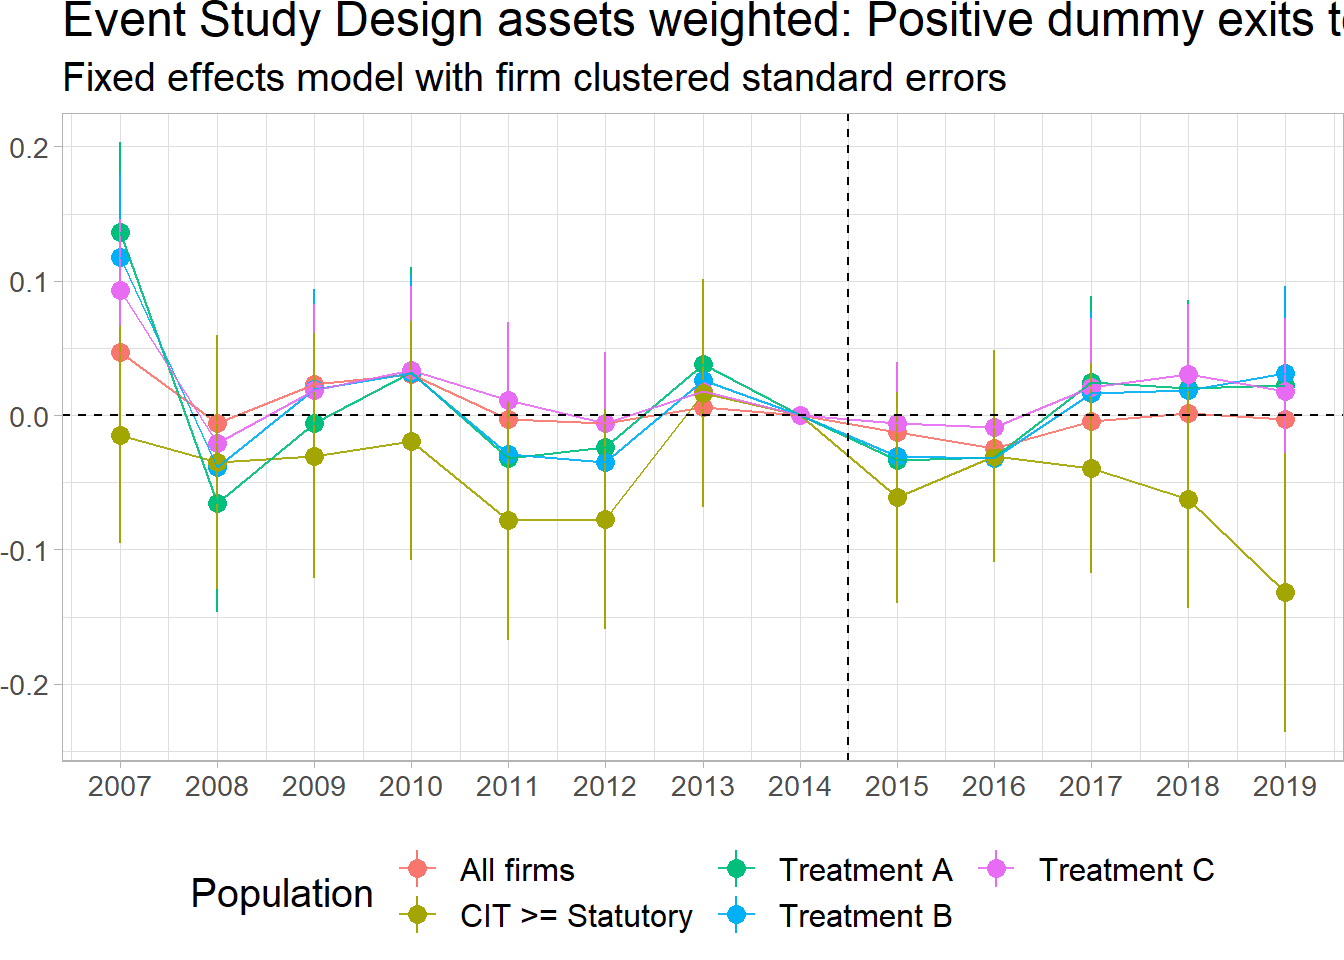 Event Study Design assets weighted: Positive dummy exits
Fixed effects model with firm clustered standard errors
0.2
0.1
0.0
-0.1
-0.2
2007 2008 2009 2010 2011 2012 2013 2014 2015 2016 2017 2018 2019
Population
All firms
CIT >= Statutory
Treatment A
Treatment B
Treatment C